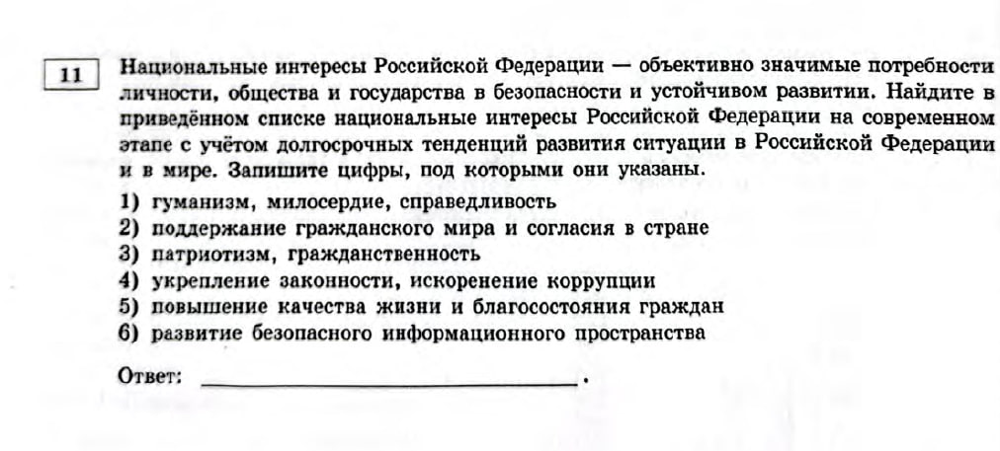 11
Национальные интересы Российской Федерации — объективно значимые потребности
личности, общества и государства в безопасности и устойчивом развитии. Найдите в
приведённом списке национальные интересы Российской Федерации на современном
этапе с учётом долгосрочных тенденций развития ситуации в Российской Федерации
и в мире. Запишите цифры, под которыми они указаны.
1) гуманизм, милосердие, справедливость
2) поддержание гражданского мира и согласия в стране
3) патриотизм, гражданственность
4) укрепление законности, искоренение коррупции
5) повышение качества жизни и благосостояния граждан
6) развитие безопасного информационного пространства
Ответ: ______________________________ .